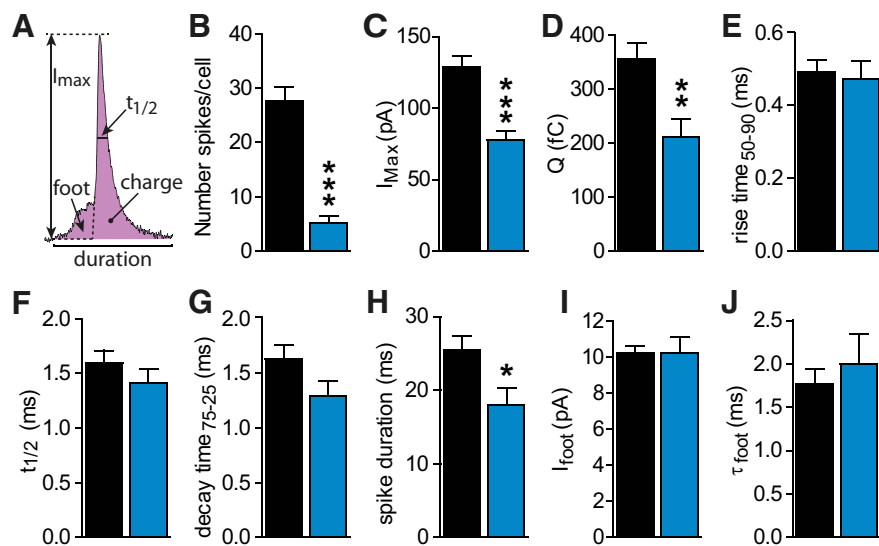 A
Imax
t1/2
foot
charge
duration
B
Number spikes/cell
40
30
20
10
0
***
C
IMax (pA)
150
100
50
0
***
D
Q (fC)
400
300
200
100
0
**
E
rise time 50-90 (ms)
0.6
0.4
0.2
0.0
F
t1/2 (ms)
2.0
1.5
1.0
0.5
0.0
G
decay time 75-25 (ms)
2.0
1.5
1.0
0.5
0.0
H
spike duration (ms)
30
20
10
0
*
I
Ifoot (pA)
12
10
8
6
4
2
0
J
τfoot (ms)
2.5
2.0
1.5
1.0
0.5
0.0